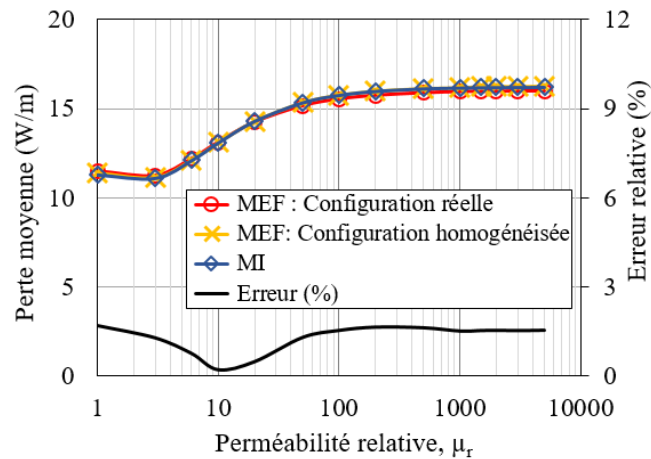 20
15
10
5
0
Perte moyenne (W/m)
12
9
6
3
0
Erreur relative (%)
MEF : Configuration réelle
MEF: Configuration homogénéisée
MI
Erreur (%)
1 10 100 1000 10000
Perméabilité relative, μr